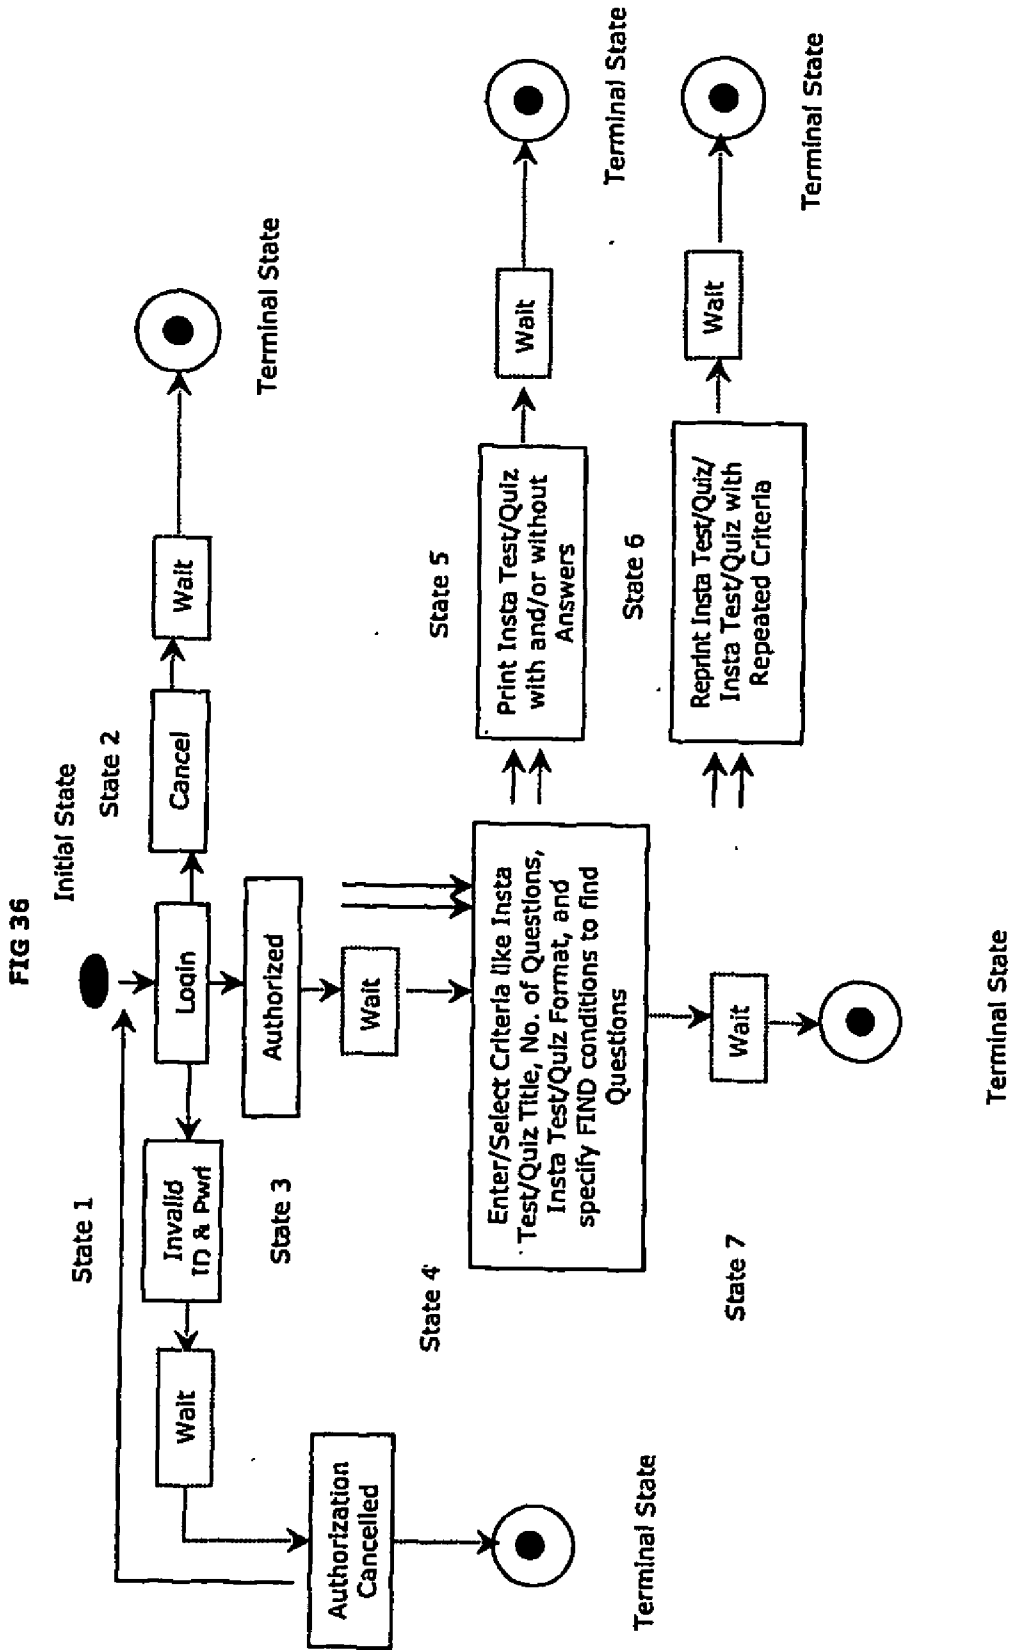 FIG 36
Initial State
State 1
State 2
Login
Cancel
Wait
Terminal State
Invalid
ID & Pwd
Wait
Authorization
Cancelled
Terminal State
State 3
Authorized
Wait
State 4
Enter/Select Criteria like Insta
Test/Quiz Title, No. of Questions,
Insta Test/Quiz Format, and
specify FIND conditions to find
Questions
State 5
Print Insta Test/Quiz
with and/or without
Answers
Wait
Terminal State
State 6
Reprint Insta Test/Quiz/
Insta Test/Quiz with
Repeated Criteria
Wait
Terminal State
State 7
Wait
Terminal State